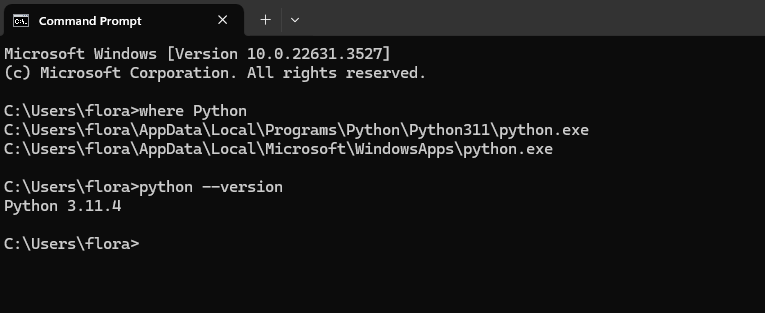 Command Prompt
Microsoft Windows [Version 10.0.22631.3527]
(c) Microsoft Corporation. All rights reserved.
C:\Users\flora>where Python
C:\Users\flora\AppData\Local\Programs\Python\Python311\python.exe
C:\Users\flora\AppData\Local\Microsoft\WindowsApps\python.exe
C:\Users\flora>python --version
Python 3.11.4
C:\Users\flora>